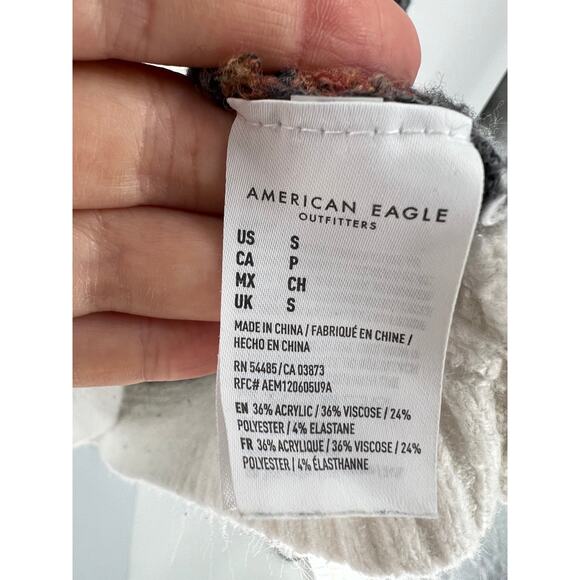 AMERICAN EAGLE
OUTFITTERS
US S
CA P
MX CH
UK S
MADE IN CHINA / FABRIQUÉ EN CHINE /
HECHO EN CHINA
RN 54485/CA 03873
RFC# AEM120605U9A
EN 36% ACRYLIC / 36% VISCOSE / 24%
POLYESTER / 4% ELASTANE
FR 36% ACRYLIQUE / 36% VISCOSE / 24%
POLYESTER / 4% ÉLASTHANNE